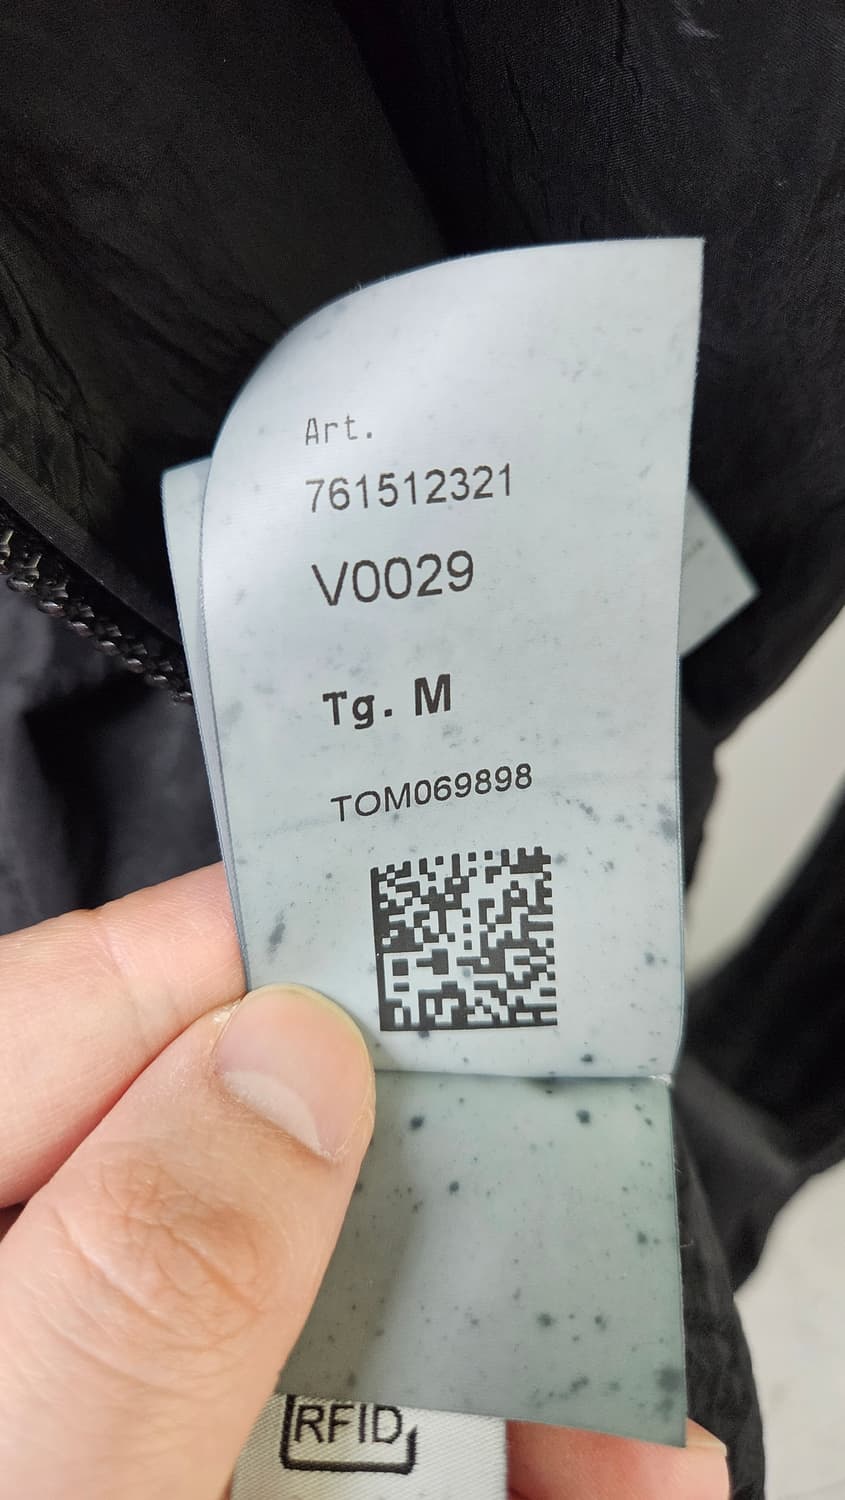 Art.
761512321
V0029
Tg. M
TOM069898
RFID